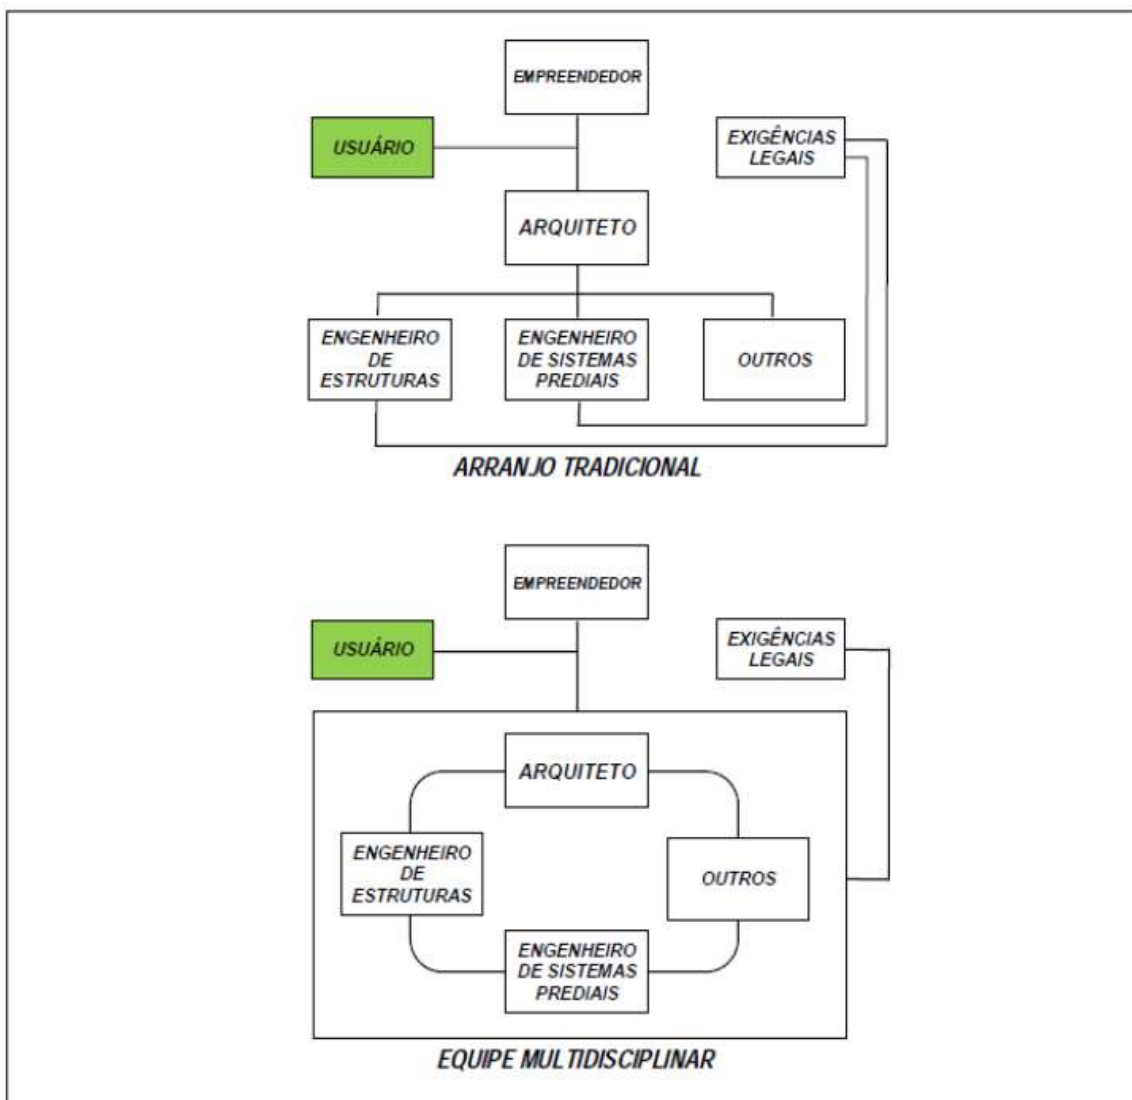 EMPREENDEDOR
USUÁRIO
EXIGÊNCIAS
LEGAIS
ARQUITETO
ENGENHEIRO
DE
ESTRUTURAS
ENGENHEIRO
DE SISTEMAS
PREDIAIS
OUTROS
ARRANJO TRADICIONAL
EMPREENDEDOR
USUÁRIO
EXIGÊNCIAS
LEGAIS
ARQUITETO
ENGENHEIRO
DE
ESTRUTURAS
OUTROS
ENGENHEIRO
DE SISTEMAS
PREDIAIS
EQUIPE MULTIDISCIPLINAR